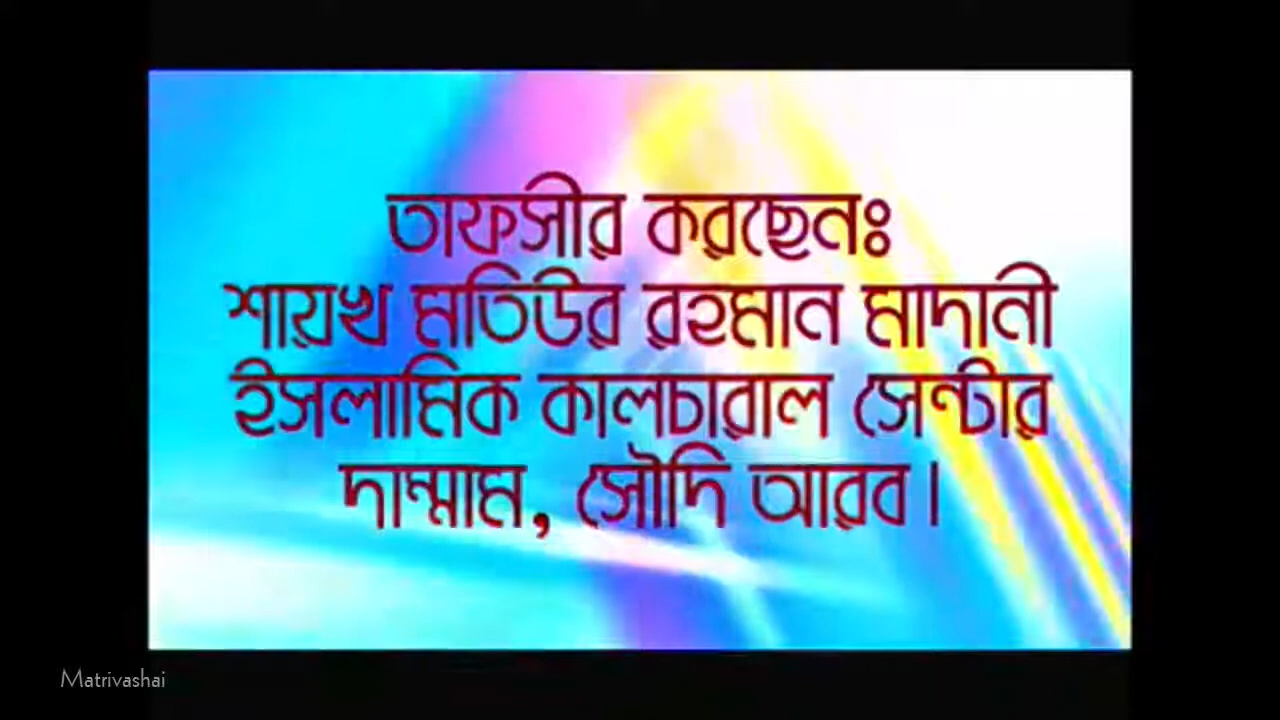 তাফসীর করছেনঃ
শায়খ মতিউর রহমান মাদানী
ইসলামিক কালচারাল সেন্টার
দাম্মাম, সৌদি আরব।
Matrivashai